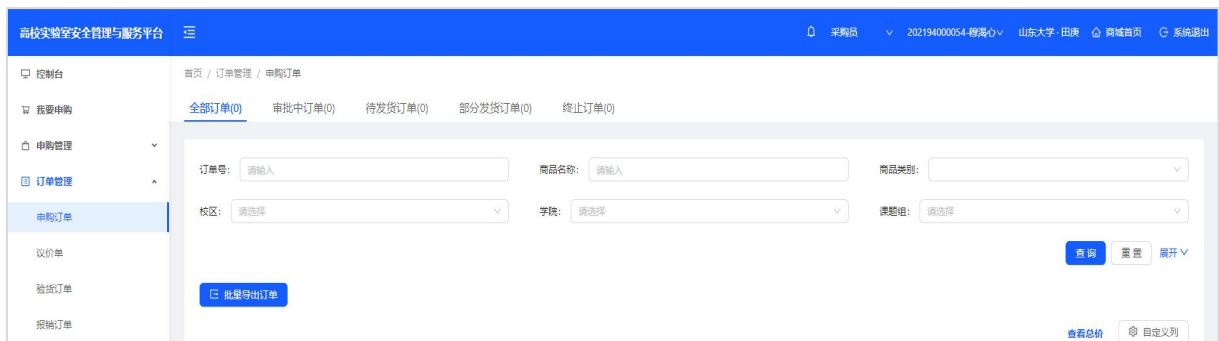 高校实验室安全管理与服务平台
采购员 202194000054-穆濁心 山东大学 · 田庚 商城首页 系统退出
控制台
我要申购
申购管理
订单管理
申购订单
议价单
验货订单
报销订单
首页 / 订单管理 / 申购订单
全部订单(0) 审批中订单(0) 待发货订单(0) 部分发货订单(0) 终止订单(0)
订单号: 请输入 商品名称: 请输入 商品类别:
校区: 请选择 学院: 请选择 课题组: 请选择
查询 重置 展开
批量导出订单
查看总价 自定义列